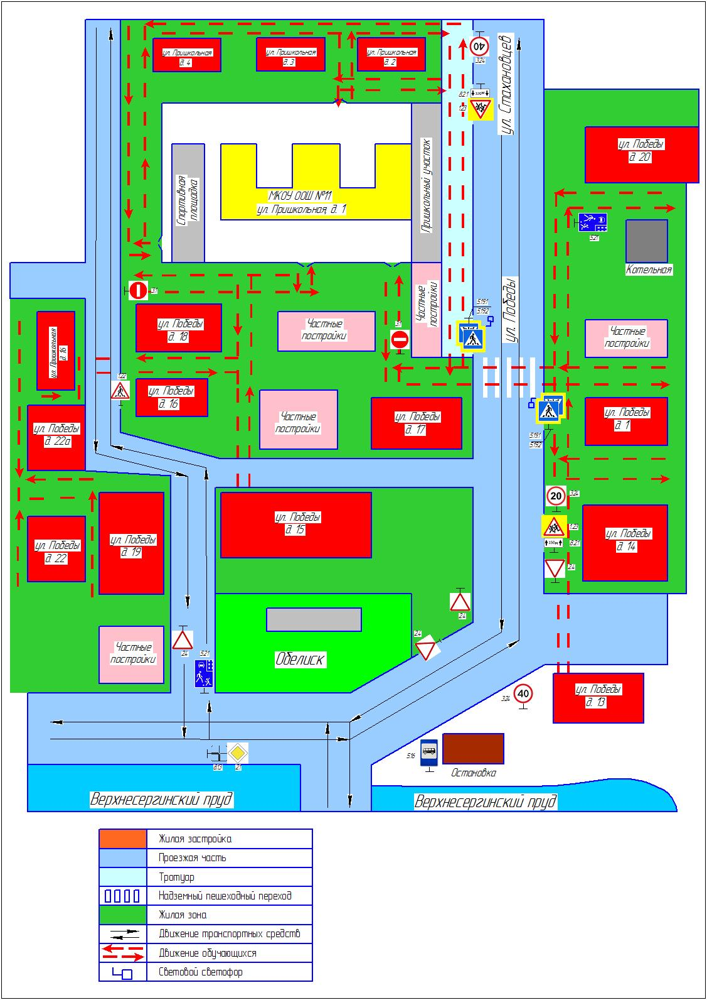 ул. Пришкольная
д. 4
ул. Пришкольная
д. 3
ул. Пришкольная
д. 2
40
3.24
ул. Стахановцев
8.2.1
120м
1.23
ул. Победы
д. 20
Спортивная
площадка
МКОУ ООШ №11
ул. Пришкольная, д. 1
Пришкольный участок
5.21
Котельная
3.1
ул. Победы
д. 18
Частные
постройки
Частные
постройки
3.1
5.19.1
5.19.2
ул. Победы
Частные
постройки
ул. Пришкольная
д. 16
1.22
ул. Победы
д. 16
Частные
постройки
ул. Победы
д. 17
ул. Победы
д. 1
5.19.1
5.19.2
ул. Победы
д. 22а
20
3.24
1.23
150м
8.2.1
2.4
ул. Победы
д. 15
ул. Победы
д. 14
ул. Победы
д. 22
ул. Победы
д. 19
2.4
2.4
Частные
постройки
2.4
5.21
Обелиск
40
3.24
ул. Победы
д. 13
8.13
2.1
5.16
Остановка
Верхнесергинский пруд
Верхнесергинский пруд
Жилая застройка
Проезжая часть
Тротуар
Надземный пешеходный переход
Жилая зона
Движение транспортных средств
Движение обучающихся
Световой светофор